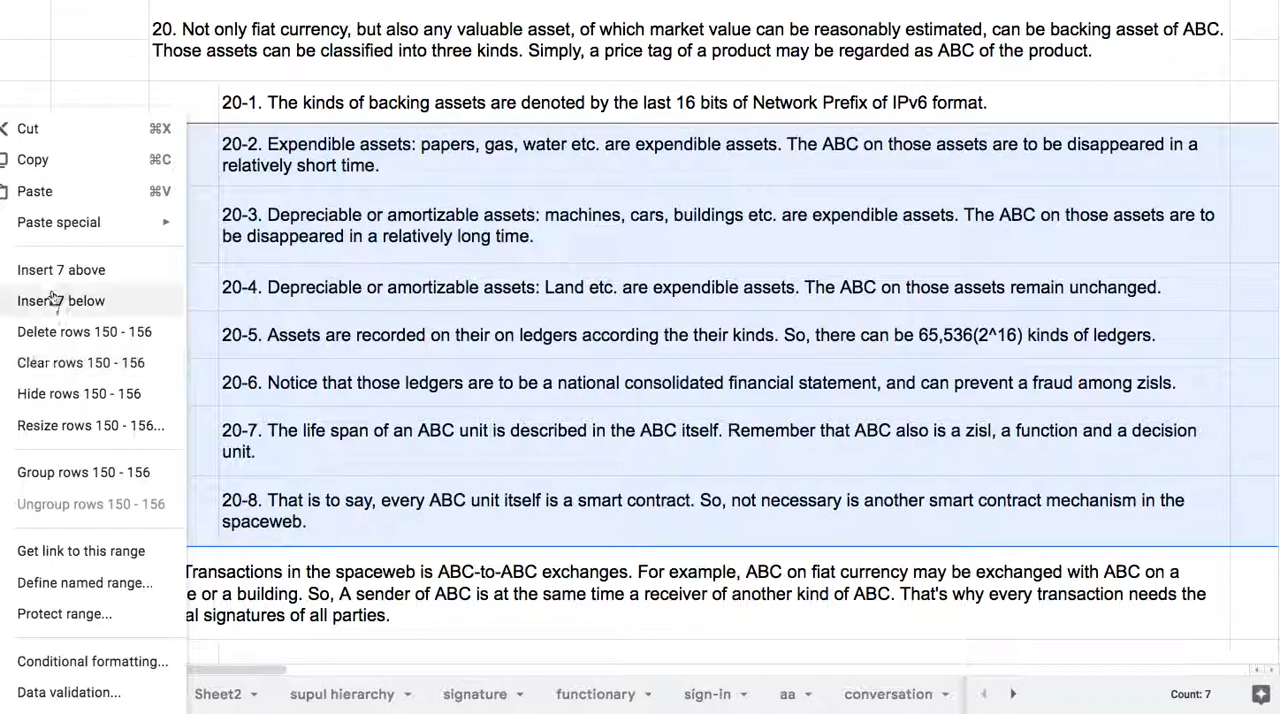 20. Not only fiat currency, but also any valuable asset, of which market value can be reasonably estimated, can be backing asset of ABC.
Those assets can be classified into three kinds. Simply, a price tag of a product may be regarded as ABC of the product.
20-1. The kinds of backing assets are denoted by the last 16 bits of Network Prefix of IPv6 format.
Cut ⌘X
Copy ⌘C
Paste ⌘V
Paste special
Insert 7 above
Insert 7 below
Delete rows 150 - 156
Clear rows 150 - 156
Hide rows 150 - 156
Resize rows 150 - 156...
Group rows 150 - 156
Ungroup rows 150 - 156
Get link to this range
Define named range...
Protect range...
Conditional formatting...
Data validation...
20-2. Expendible assets: papers, gas, water etc. are expendible assets. The ABC on those assets are to be disappeared in a
relatively short time.
20-3. Depreciable or amortizable assets: machines, cars, buildings etc. are expendible assets. The ABC on those assets are to
be disappeared in a relatively long time.
20-4. Depreciable or amortizable assets: Land etc. are expendible assets. The ABC on those assets remain unchanged.
20-5. Assets are recorded on their on ledgers according the their kinds. So, there can be 65,536(2^16) kinds of ledgers.
20-6. Notice that those ledgers are to be a national consolidated financial statement, and can prevent a fraud among zisls.
20-7. The life span of an ABC unit is described in the ABC itself. Remember that ABC also is a zisl, a function and a decision
unit.
20-8. That is to say, every ABC unit itself is a smart contract. So, not necessary is another smart contract mechanism in the
spaceweb.
Transactions in the spaceweb is ABC-to-ABC exchanges. For example, ABC on fiat currency may be exchanged with ABC on a
e or a building. So, A sender of ABC is at the same time a receiver of another kind of ABC. That's why every transaction needs the
al signatures of all parties.
Sheet2 supul hierarchy signature functionary sign-in aa conversation Count: 7